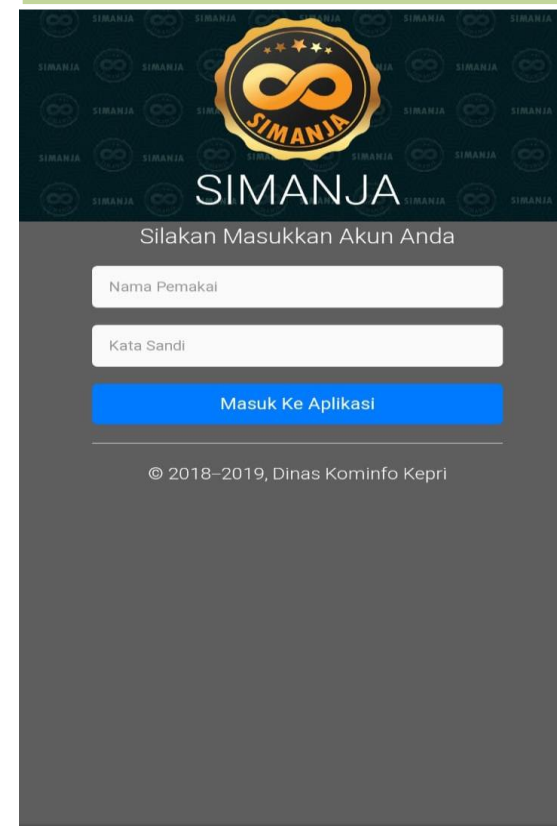 SIMANJA
SIMANJA
Silakan Masukkan Akun Anda
Nama Pemakai
Kata Sandi
Masuk Ke Aplikasi
© 2018–2019, Dinas Kominfo Kepri